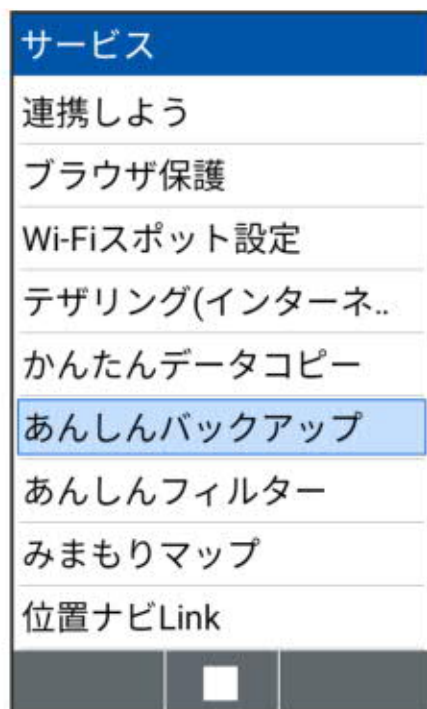 サービス
連携しよう
ブラウザ保護
Wi-Fiスポット設定
テザリング(インターネ..
かんたんデータコピー
あんしんバックアップ
あんしんフィルター
みまもりマップ
位置ナビLink